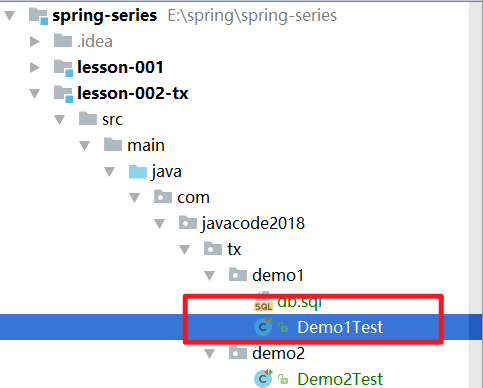 spring-series E:\spring\spring-series
.idea
lesson-001
lesson-002-tx
src
main
java
com
javacode2018
tx
demo1
SQL db.sql
Demo1Test
demo2
Demo2Test